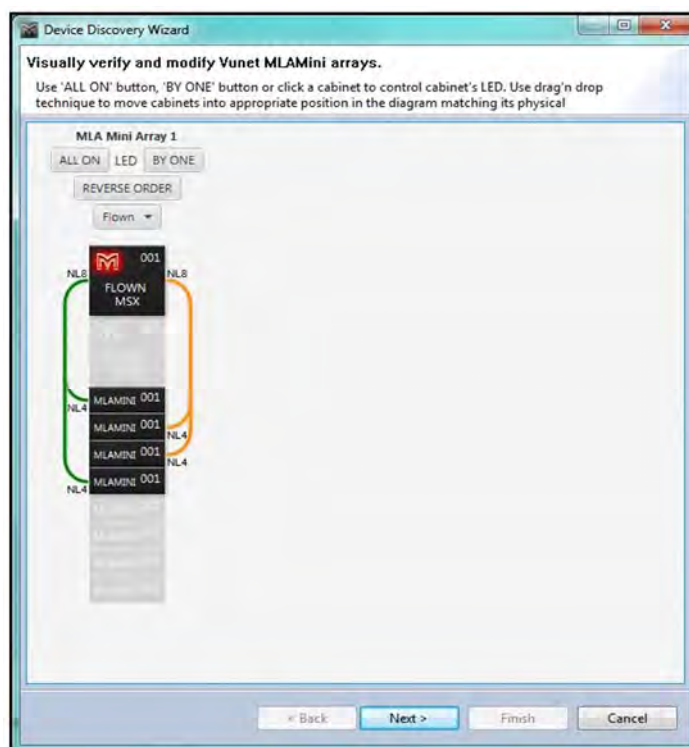 Device Discovery Wizard
Visually verify and modify Vunet MLAMini arrays.
Use 'ALL ON' button, 'BY ONE' button or click a cabinet to control cabinet's LED. Use drag'n drop
technique to move cabinets into appropriate position in the diagram matching its physical
MLA Mini Array 1
ALL ON LED BY ONE
REVERSE ORDER
Flown
001
NL8 NL8
FLOWN
MSX
MLAMINI 001
NL4
MLAMINI 001
NL4
MLAMINI 001
NL4
MLAMINI 001
NL4
< Back Next > Finish Cancel